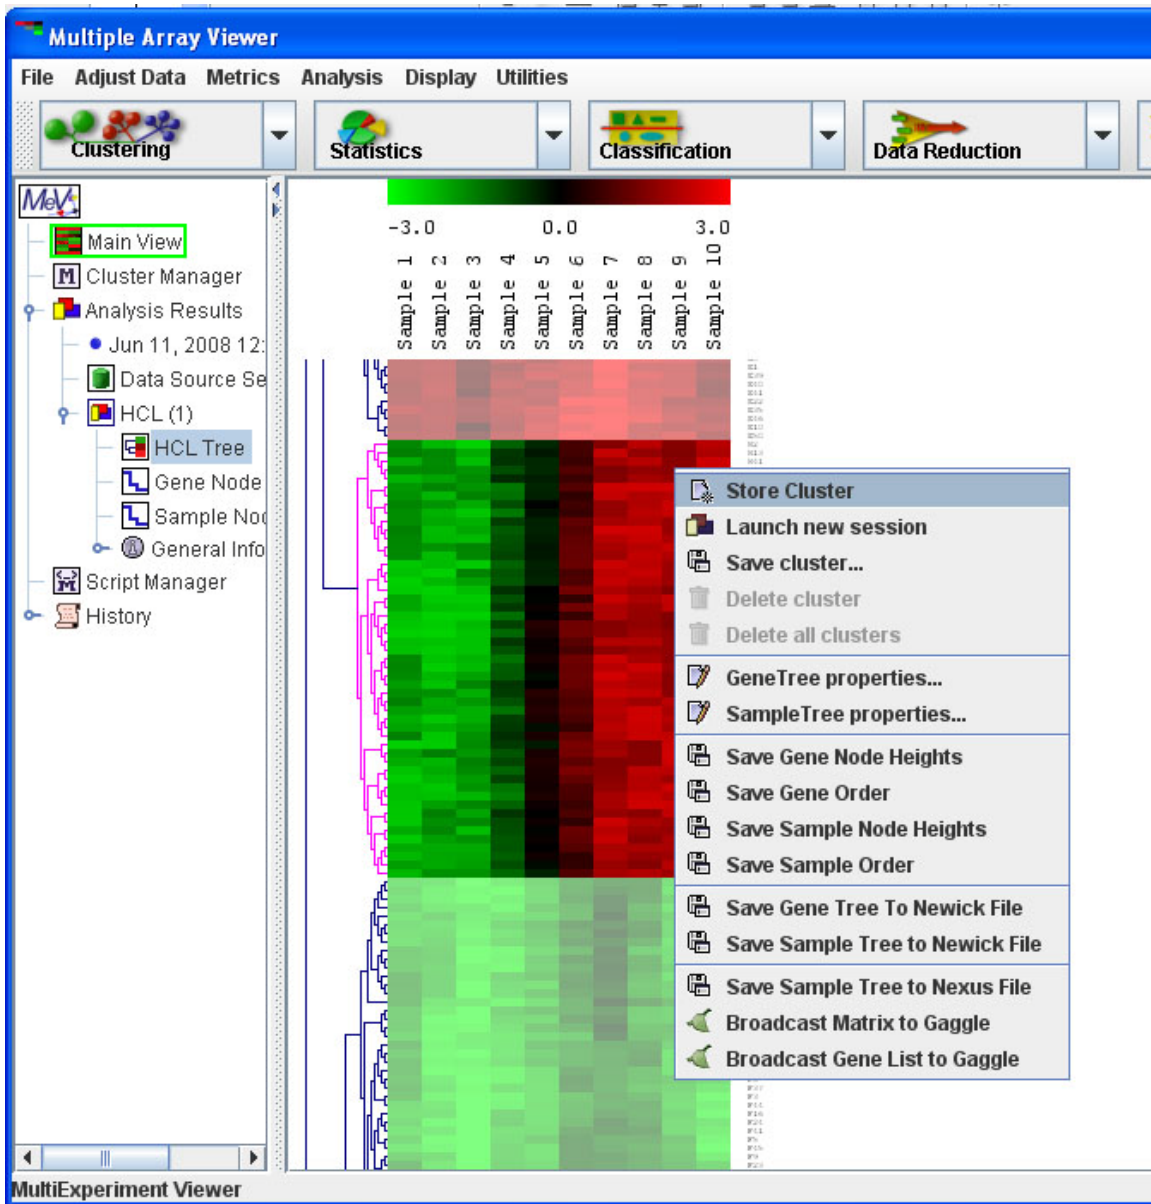 Multiple Array Viewer
File Adjust Data Metrics Analysis Display Utilities
Clustering Statistics Classification Data Reduction
MeV
Main View
Cluster Manager
Analysis Results
Jun 11, 2008 12:
Data Source Se
HCL (1)
HCL Tree
Gene Node
Sample Nod
General Info
Script Manager
History
-3.0 0.0 3.0
Sample 1
Sample 2
Sample 3
Sample 4
Sample 5
Sample 6
Sample 7
Sample 8
Sample 9
Sample 10
Store Cluster
Launch new session
Save cluster...
Delete cluster
Delete all clusters
GeneTree properties...
SampleTree properties...
Save Gene Node Heights
Save Gene Order
Save Sample Node Heights
Save Sample Order
Save Gene Tree To Newick File
Save Sample Tree to Newick File
Save Sample Tree to Nexus File
Broadcast Matrix to Gaggle
Broadcast Gene List to Gaggle
MultiExperiment Viewer